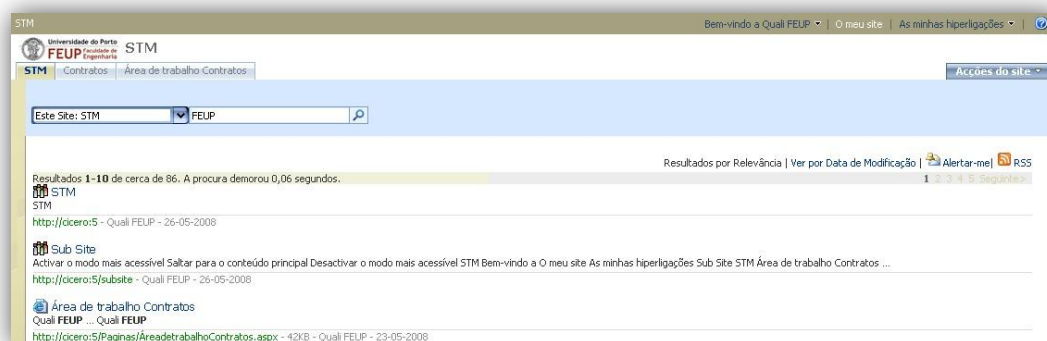 STM Bem-vindo a Quali FEUP | O meu site | As minhas hiperligações |
Universidade do Porto
FEUP Faculdade de Engenharia STM
STM Contratos Área de trabalho Contratos Acções do site
Este Site: STM FEUP
Resultados por Relevância | Ver por Data de Modificação | Alertar-me | RSS
Resultados 1-10 de cerca de 86. A procura demorou 0,06 segundos. 1 2 3 4 5 Seguinte>
STM
STM
http://cicero:5 - Quali FEUP - 26-05-2008
Sub Site
Activar o modo mais acessível Saltar para o conteúdo principal Desactivar o modo mais acessível STM Bem-vindo a O meu site As minhas hiperligações Sub Site STM Área de trabalho Contratos ...
http://cicero:5/subsite - Quali FEUP - 26-05-2008
Área de trabalho Contratos
Quali FEUP ... Quali FEUP
http://cicero:5/Paginas/ÁreadetrabalhoContratos.aspx - 42KB - Quali FEUP - 23-05-2008